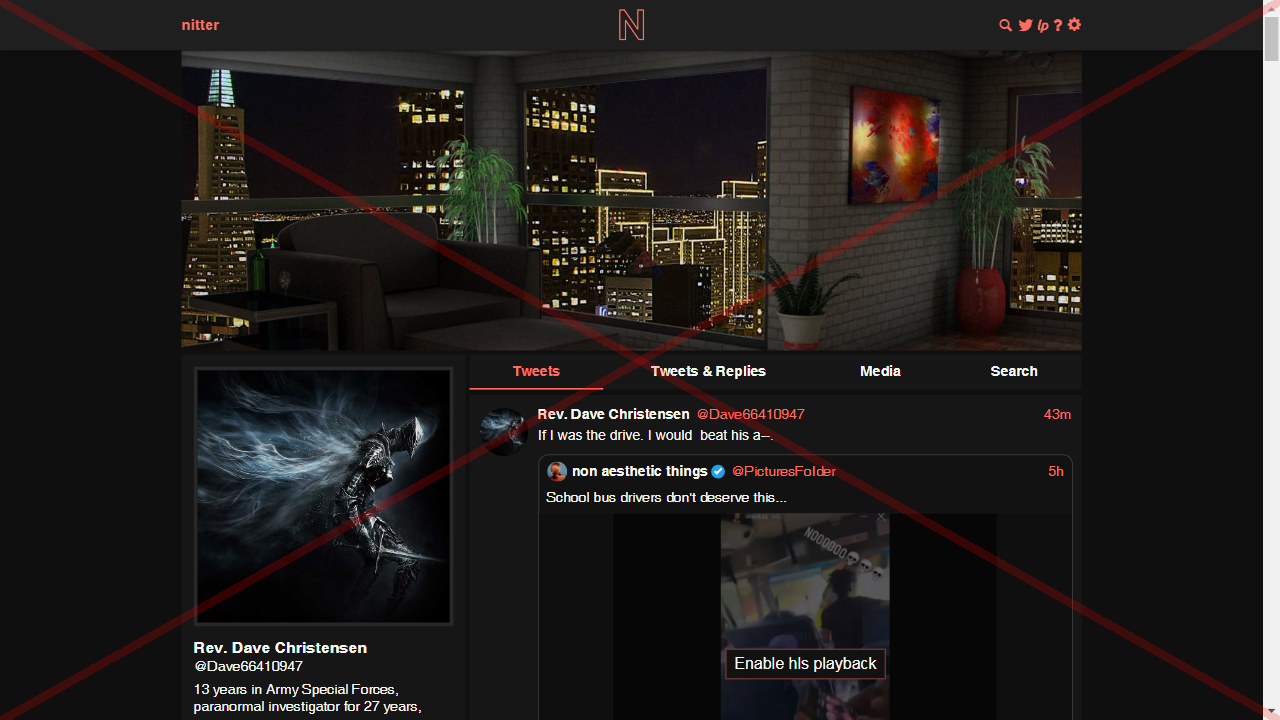 nitter
N
lp ?
Tweets Tweets & Replies Media Search
Rev. Dave Christensen @Dave66410947 43m
If I was the drive. I would  beat his a--.
non aesthetic things @PicturesFolder 5h
School bus drivers don't deserve this...
NOOOOOO
Enable hls playback
Rev. Dave Christensen
@Dave66410947
13 years in Army Special Forces,
paranormal investigator for 27 years,